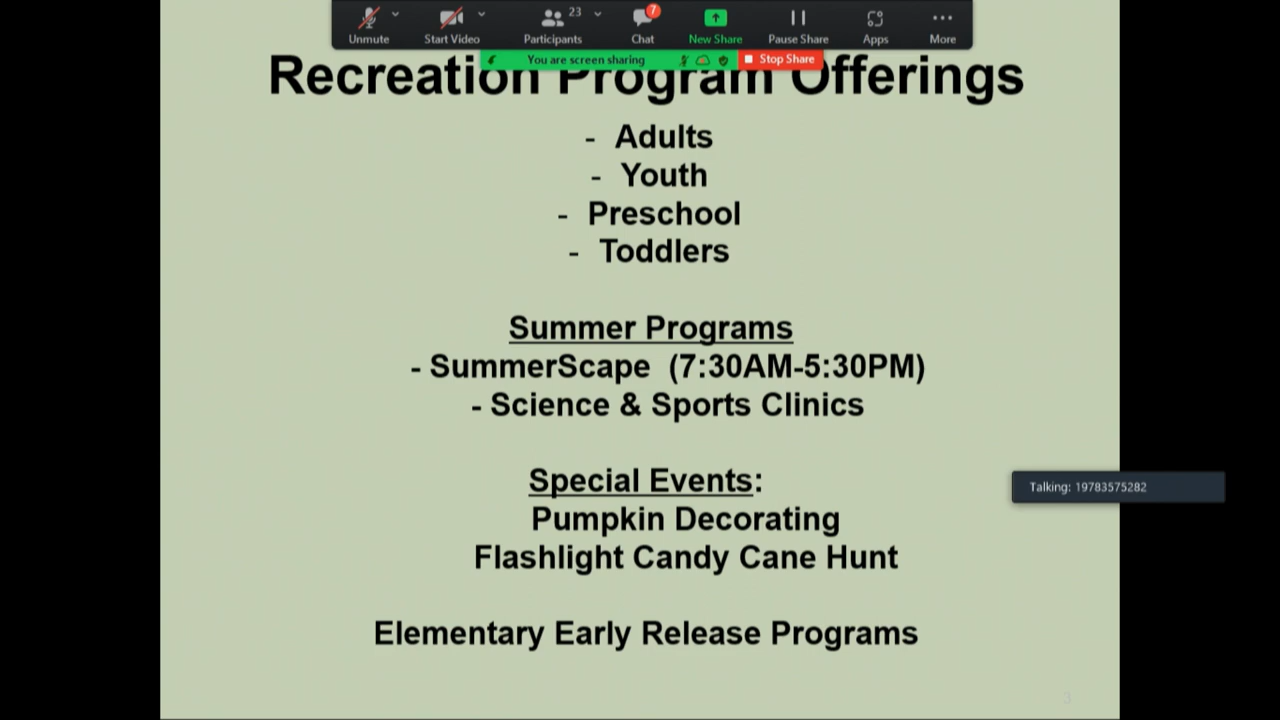 23
7
Unmute
Start Video
Participants
Chat
New Share
Pause Share
Apps
More
You are screen sharing
Stop Share
Recreation Program Offerings
- Adults
- Youth
- Preschool
- Toddlers
Summer Programs
- SummerScape (7:30AM-5:30PM)
- Science & Sports Clinics
Special Events:
Talking: 19783575282
Pumpkin Decorating
Flashlight Candy Cane Hunt
Elementary Early Release Programs
3